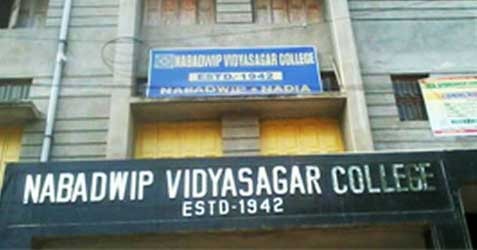 NABADWIP VIDYASAGAR COLLEGE
ESTD-1942
NABADWIP • NADIA
NABADWIP VIDYASAGAR COLLEGE
ESTD-1942